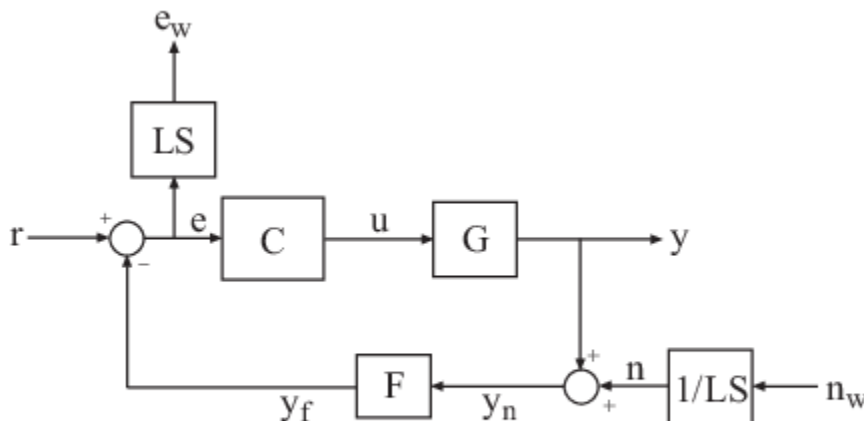 e_w
LS
r + e C u G y
−
+
y_f F y_n + n 1/LS n_w